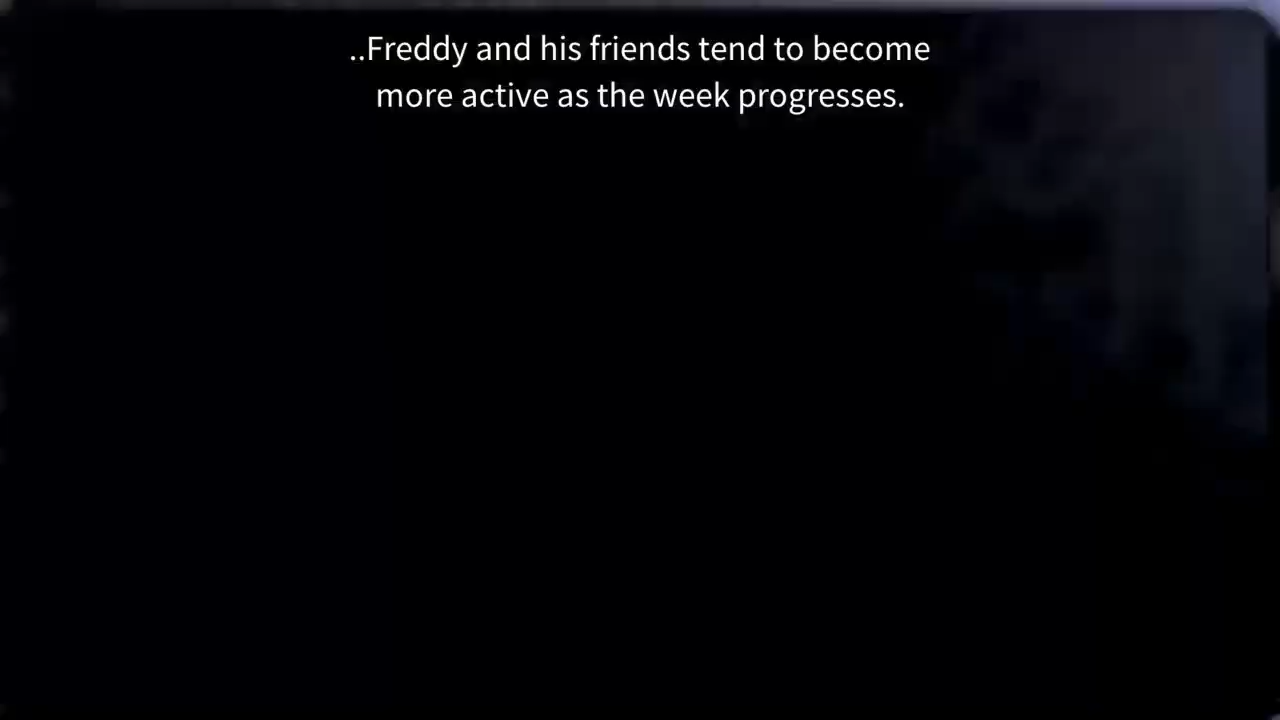 ..Freddy and his friends tend to become
more active as the week progresses.